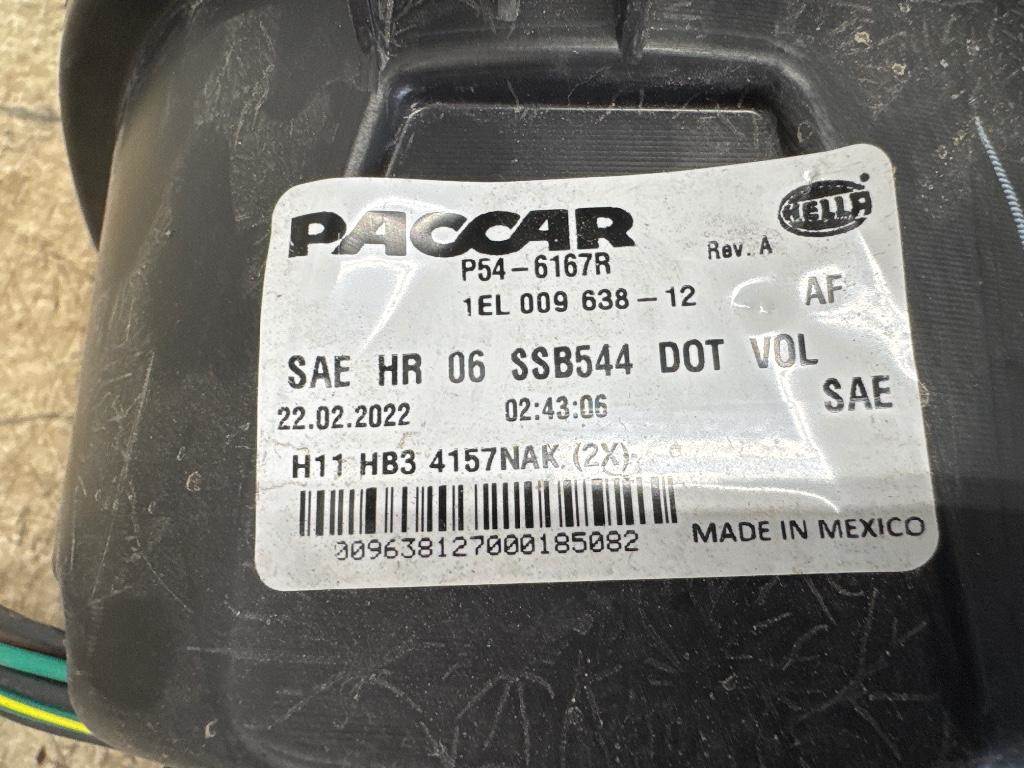 PACCAR
HELLA
P54-6167R
Rev. A
1EL 009 638-12
AF
SAE HR 06 SSB544 DOT VOL
SAE
22.02.2022 02:43:06
H11 HB3 4157NAK (2X)
009638127000185082
MADE IN MEXICO